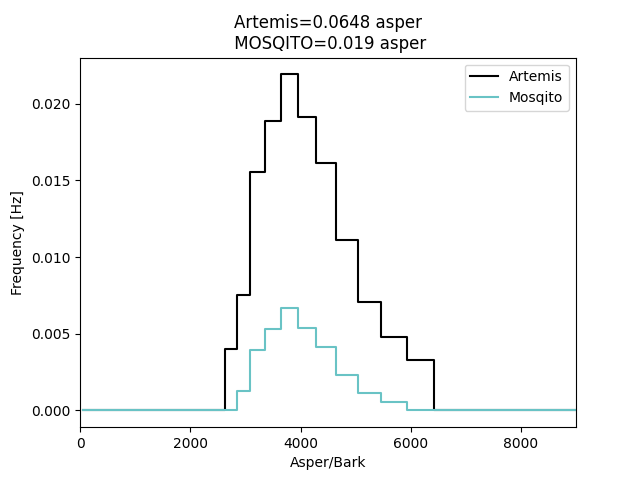 Artemis=0.0648 asper
MOSQITO=0.019 asper
Artemis
Mosqito
0.020
0.015
0.010
0.005
0.000
Frequency [Hz]
0
2000
4000
6000
8000
Asper/Bark